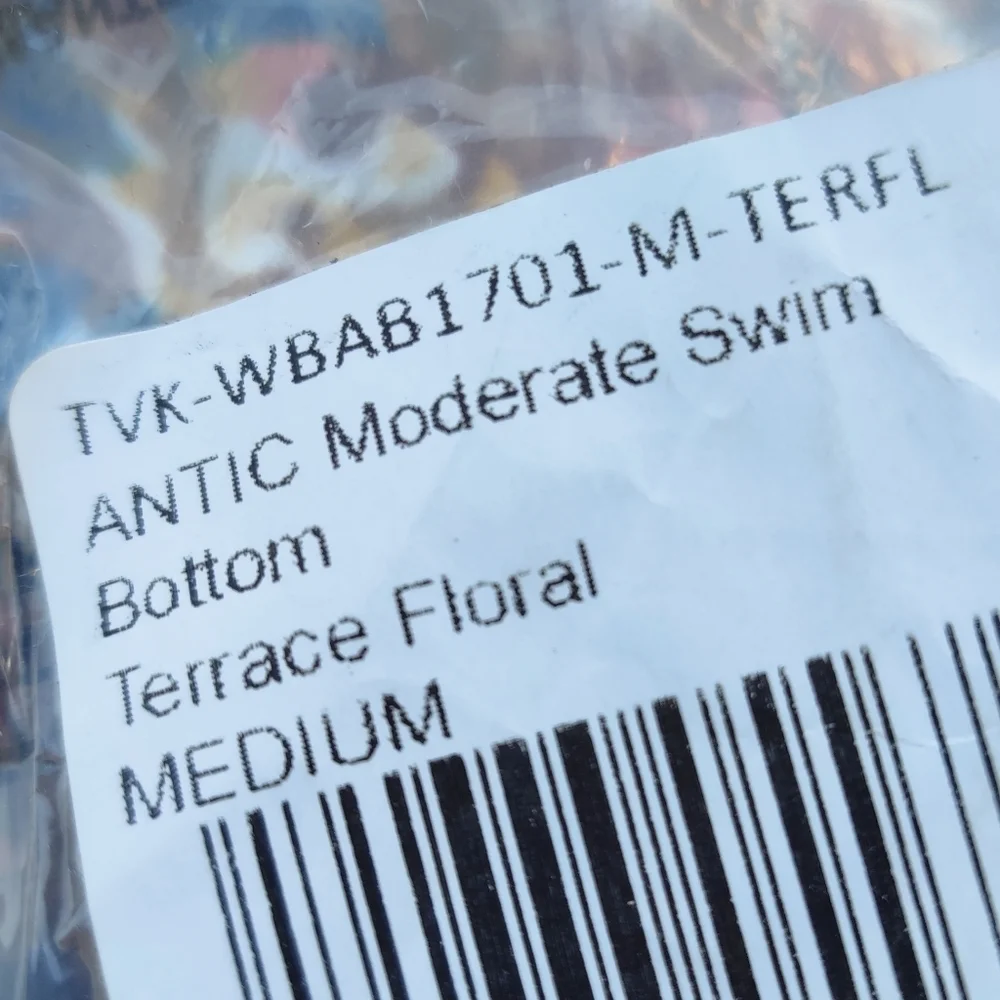 TVK-WBAB1701-M-TERFL
ANTIC Moderate Swim
Bottom
Terrace Floral
MEDIUM